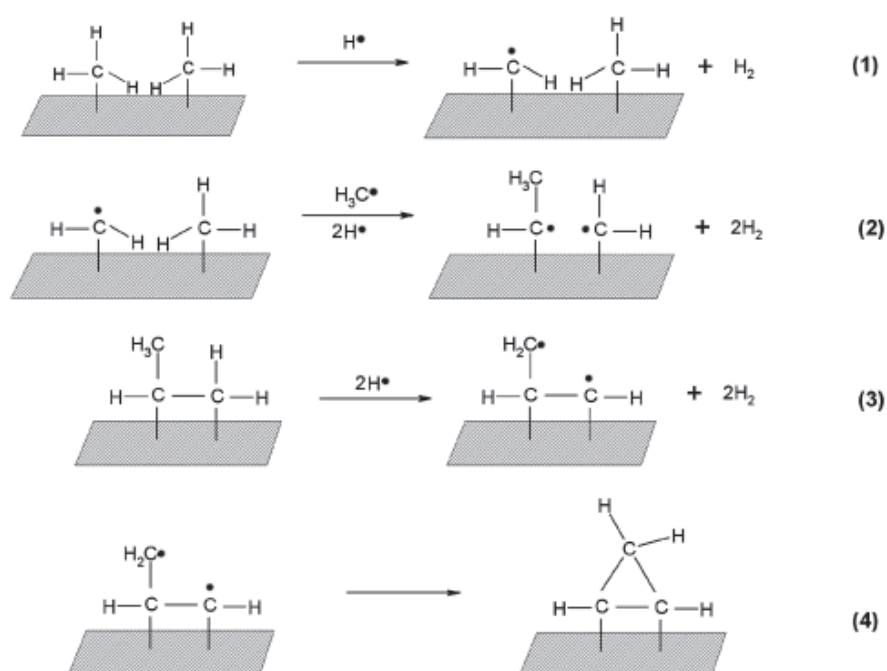 H H
H—C H H C—H H• H—C• H H H C—H + H₂ (1)
H—C• H H H C—H H₃C• 2H• H₃C H—C• •C—H H + 2H₂ (2)
H₃C H H—C—C—H 2H• H₂C• H—C—C•—H + 2H₂ (3)
H₂C• H—C—C•—H H C H H—C—C—H (4)